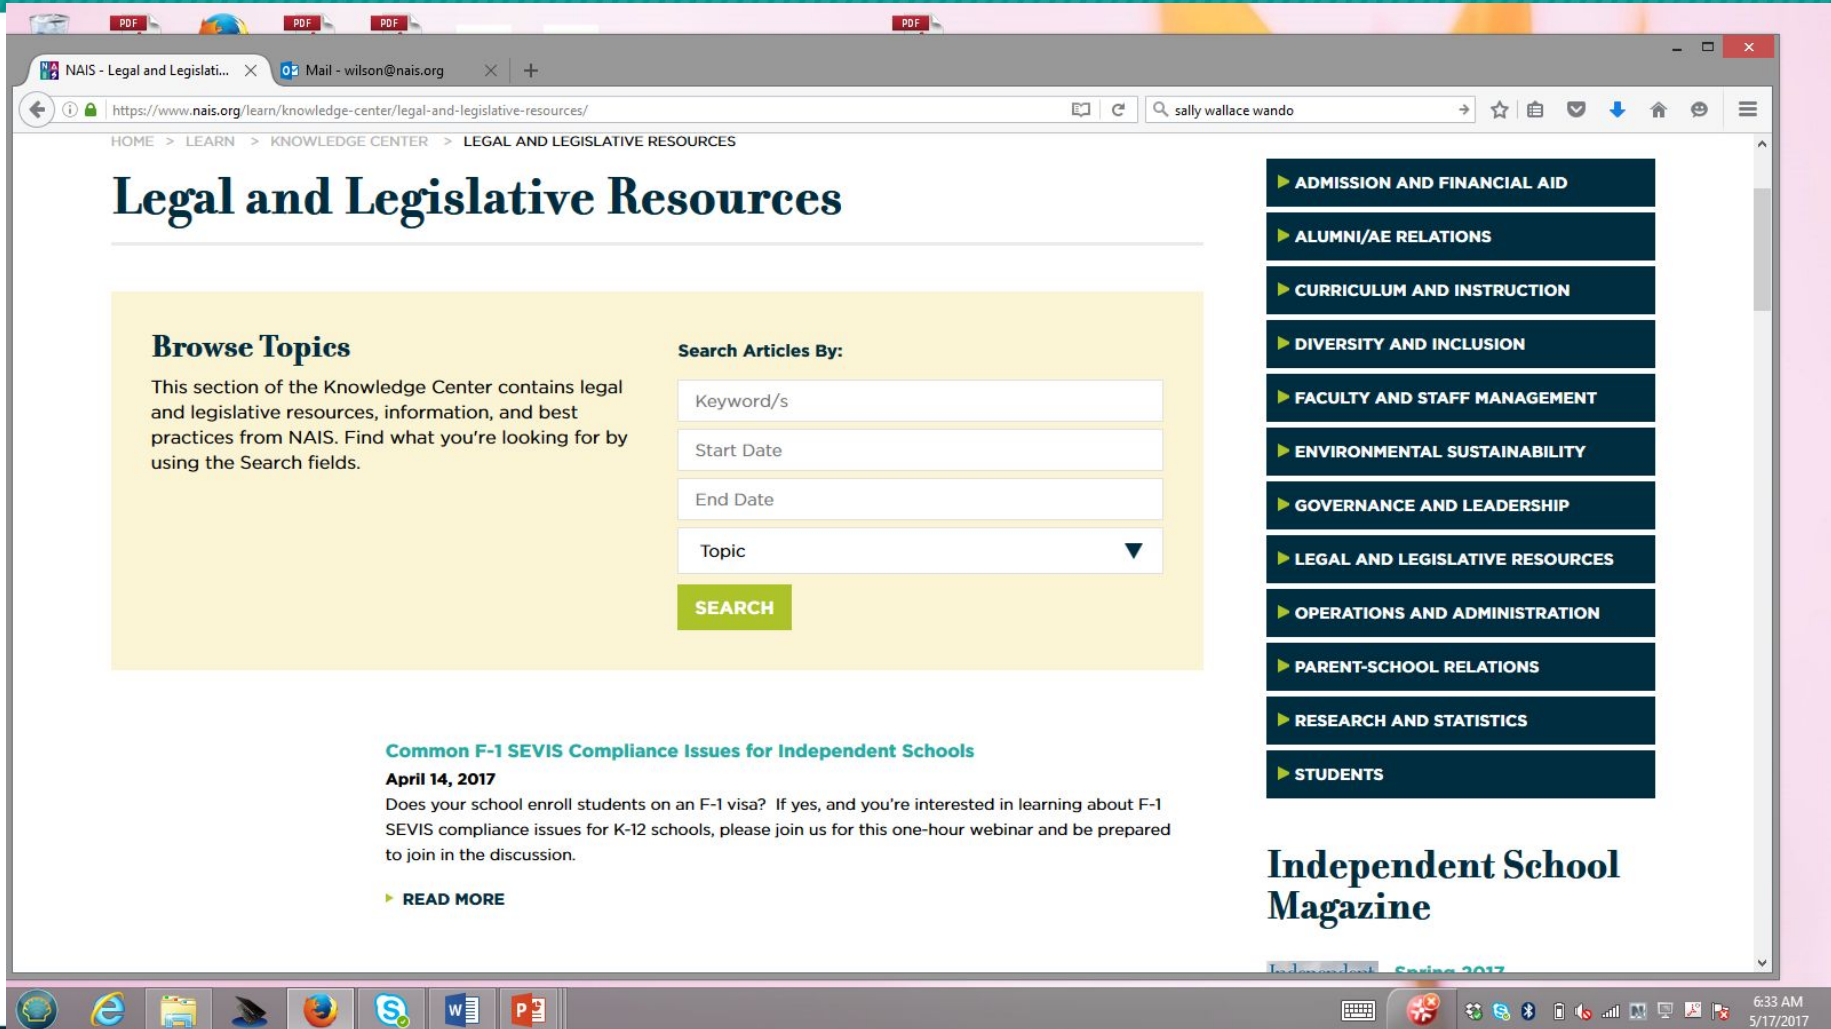 PDF
PDF
PDF
PDF
NAIS - Legal and Legislati...
Mail - wilson@nais.org
https://www.nais.org/learn/knowledge-center/legal-and-legislative-resources/
sally wallace wando
HOME > LEARN > KNOWLEDGE CENTER > LEGAL AND LEGISLATIVE RESOURCES
Legal and Legislative Resources
Browse Topics
This section of the Knowledge Center contains legal
and legislative resources, information, and best
practices from NAIS. Find what you're looking for by
using the Search fields.
Search Articles By:
Keyword/s
Start Date
End Date
Topic
SEARCH
Common F-1 SEVIS Compliance Issues for Independent Schools
April 14, 2017
Does your school enroll students on an F-1 visa?  If yes, and you're interested in learning about F-1
SEVIS compliance issues for K-12 schools, please join us for this one-hour webinar and be prepared
to join in the discussion.
READ MORE
ADMISSION AND FINANCIAL AID
ALUMNI/AE RELATIONS
CURRICULUM AND INSTRUCTION
DIVERSITY AND INCLUSION
FACULTY AND STAFF MANAGEMENT
ENVIRONMENTAL SUSTAINABILITY
GOVERNANCE AND LEADERSHIP
LEGAL AND LEGISLATIVE RESOURCES
OPERATIONS AND ADMINISTRATION
PARENT-SCHOOL RELATIONS
RESEARCH AND STATISTICS
STUDENTS
Independent School
Magazine
Independent
Spring 2017
6:33 AM
5/17/2017